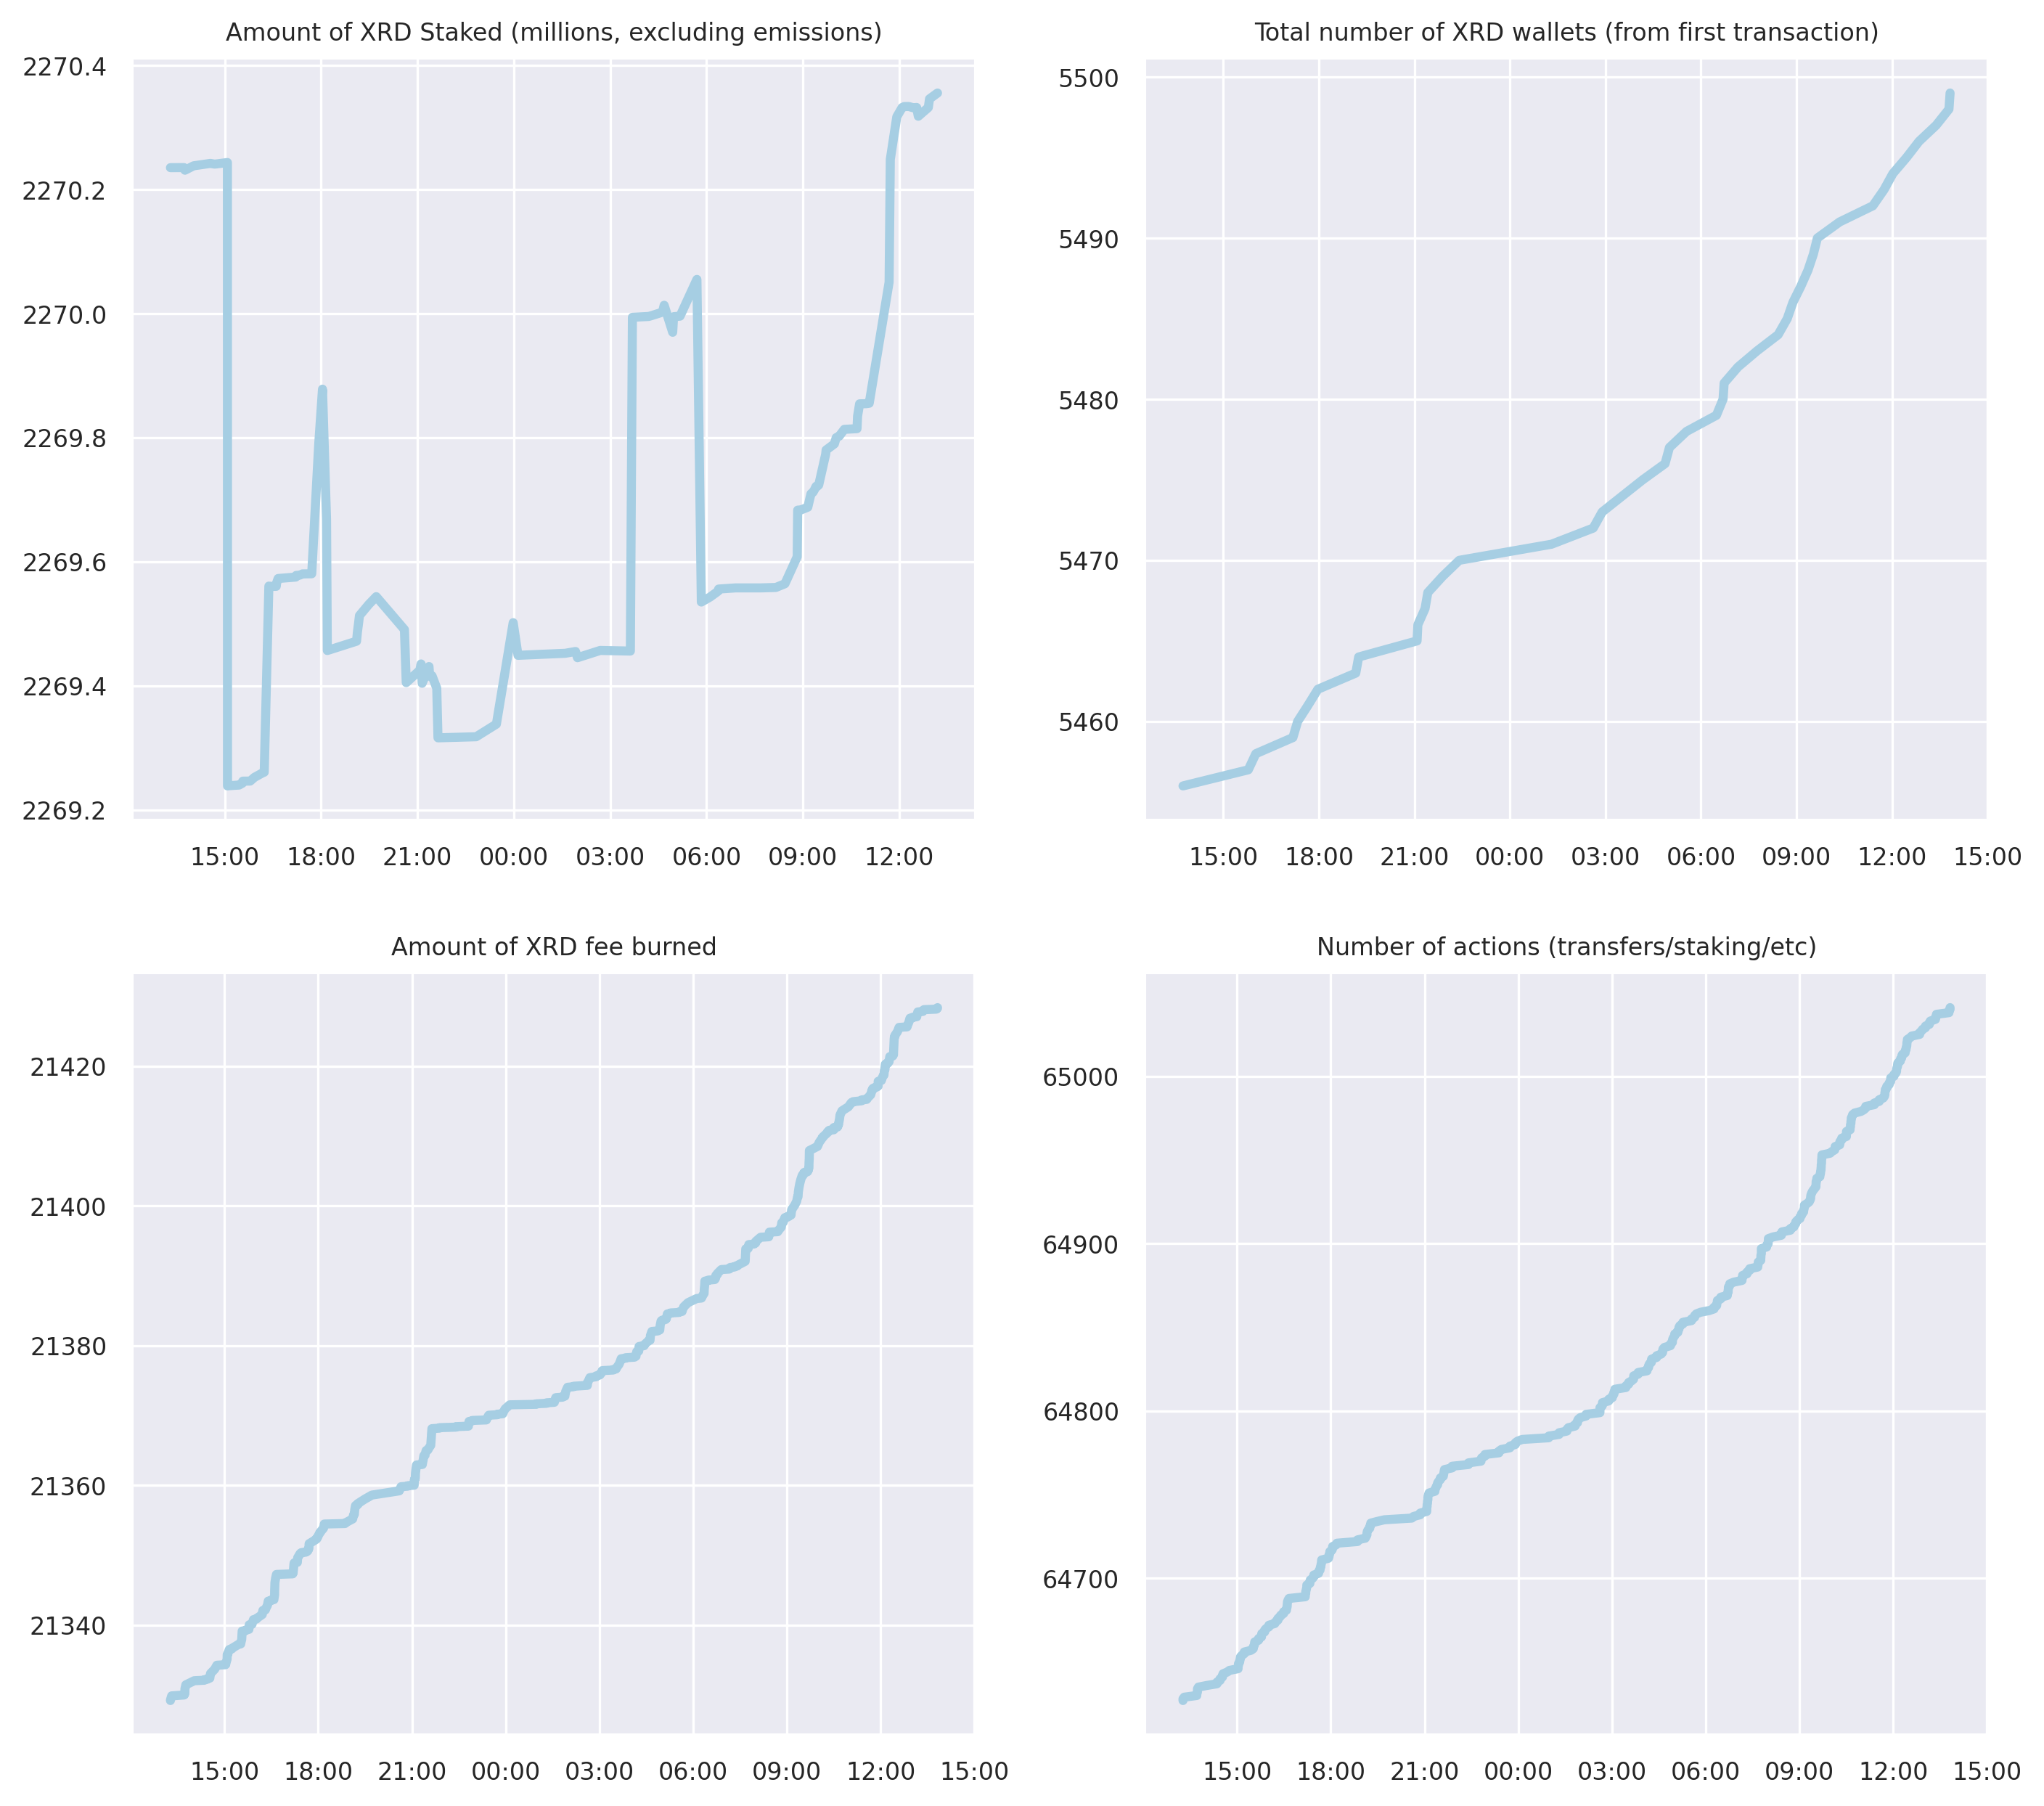 Amount of XRD Staked (millions, excluding emissions)
2270.4
2270.2
2270.0
2269.8
2269.6
2269.4
2269.2
15:00 18:00 21:00 00:00 03:00 06:00 09:00 12:00
Total number of XRD wallets (from first transaction)
5500
5490
5480
5470
5460
15:00 18:00 21:00 00:00 03:00 06:00 09:00 12:00 15:00
Amount of XRD fee burned
21420
21400
21380
21360
21340
15:00 18:00 21:00 00:00 03:00 06:00 09:00 12:00 15:00
Number of actions (transfers/staking/etc)
65000
64900
64800
64700
15:00 18:00 21:00 00:00 03:00 06:00 09:00 12:00 15:00